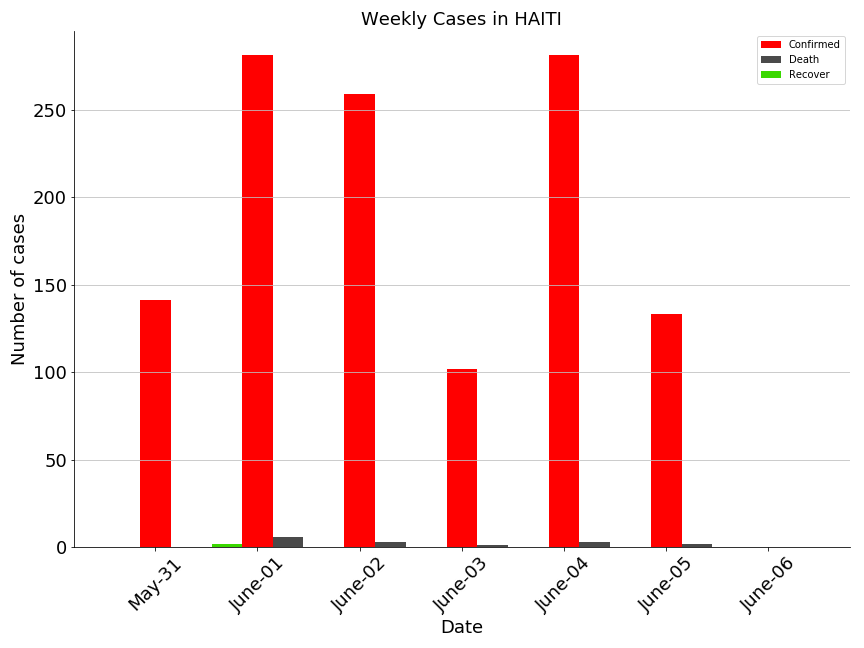 Weekly Cases in HAITI
Confirmed
Death
Recover
Number of cases
250
200
150
100
50
0
May-31
June-01
June-02
June-03
June-04
June-05
June-06
Date